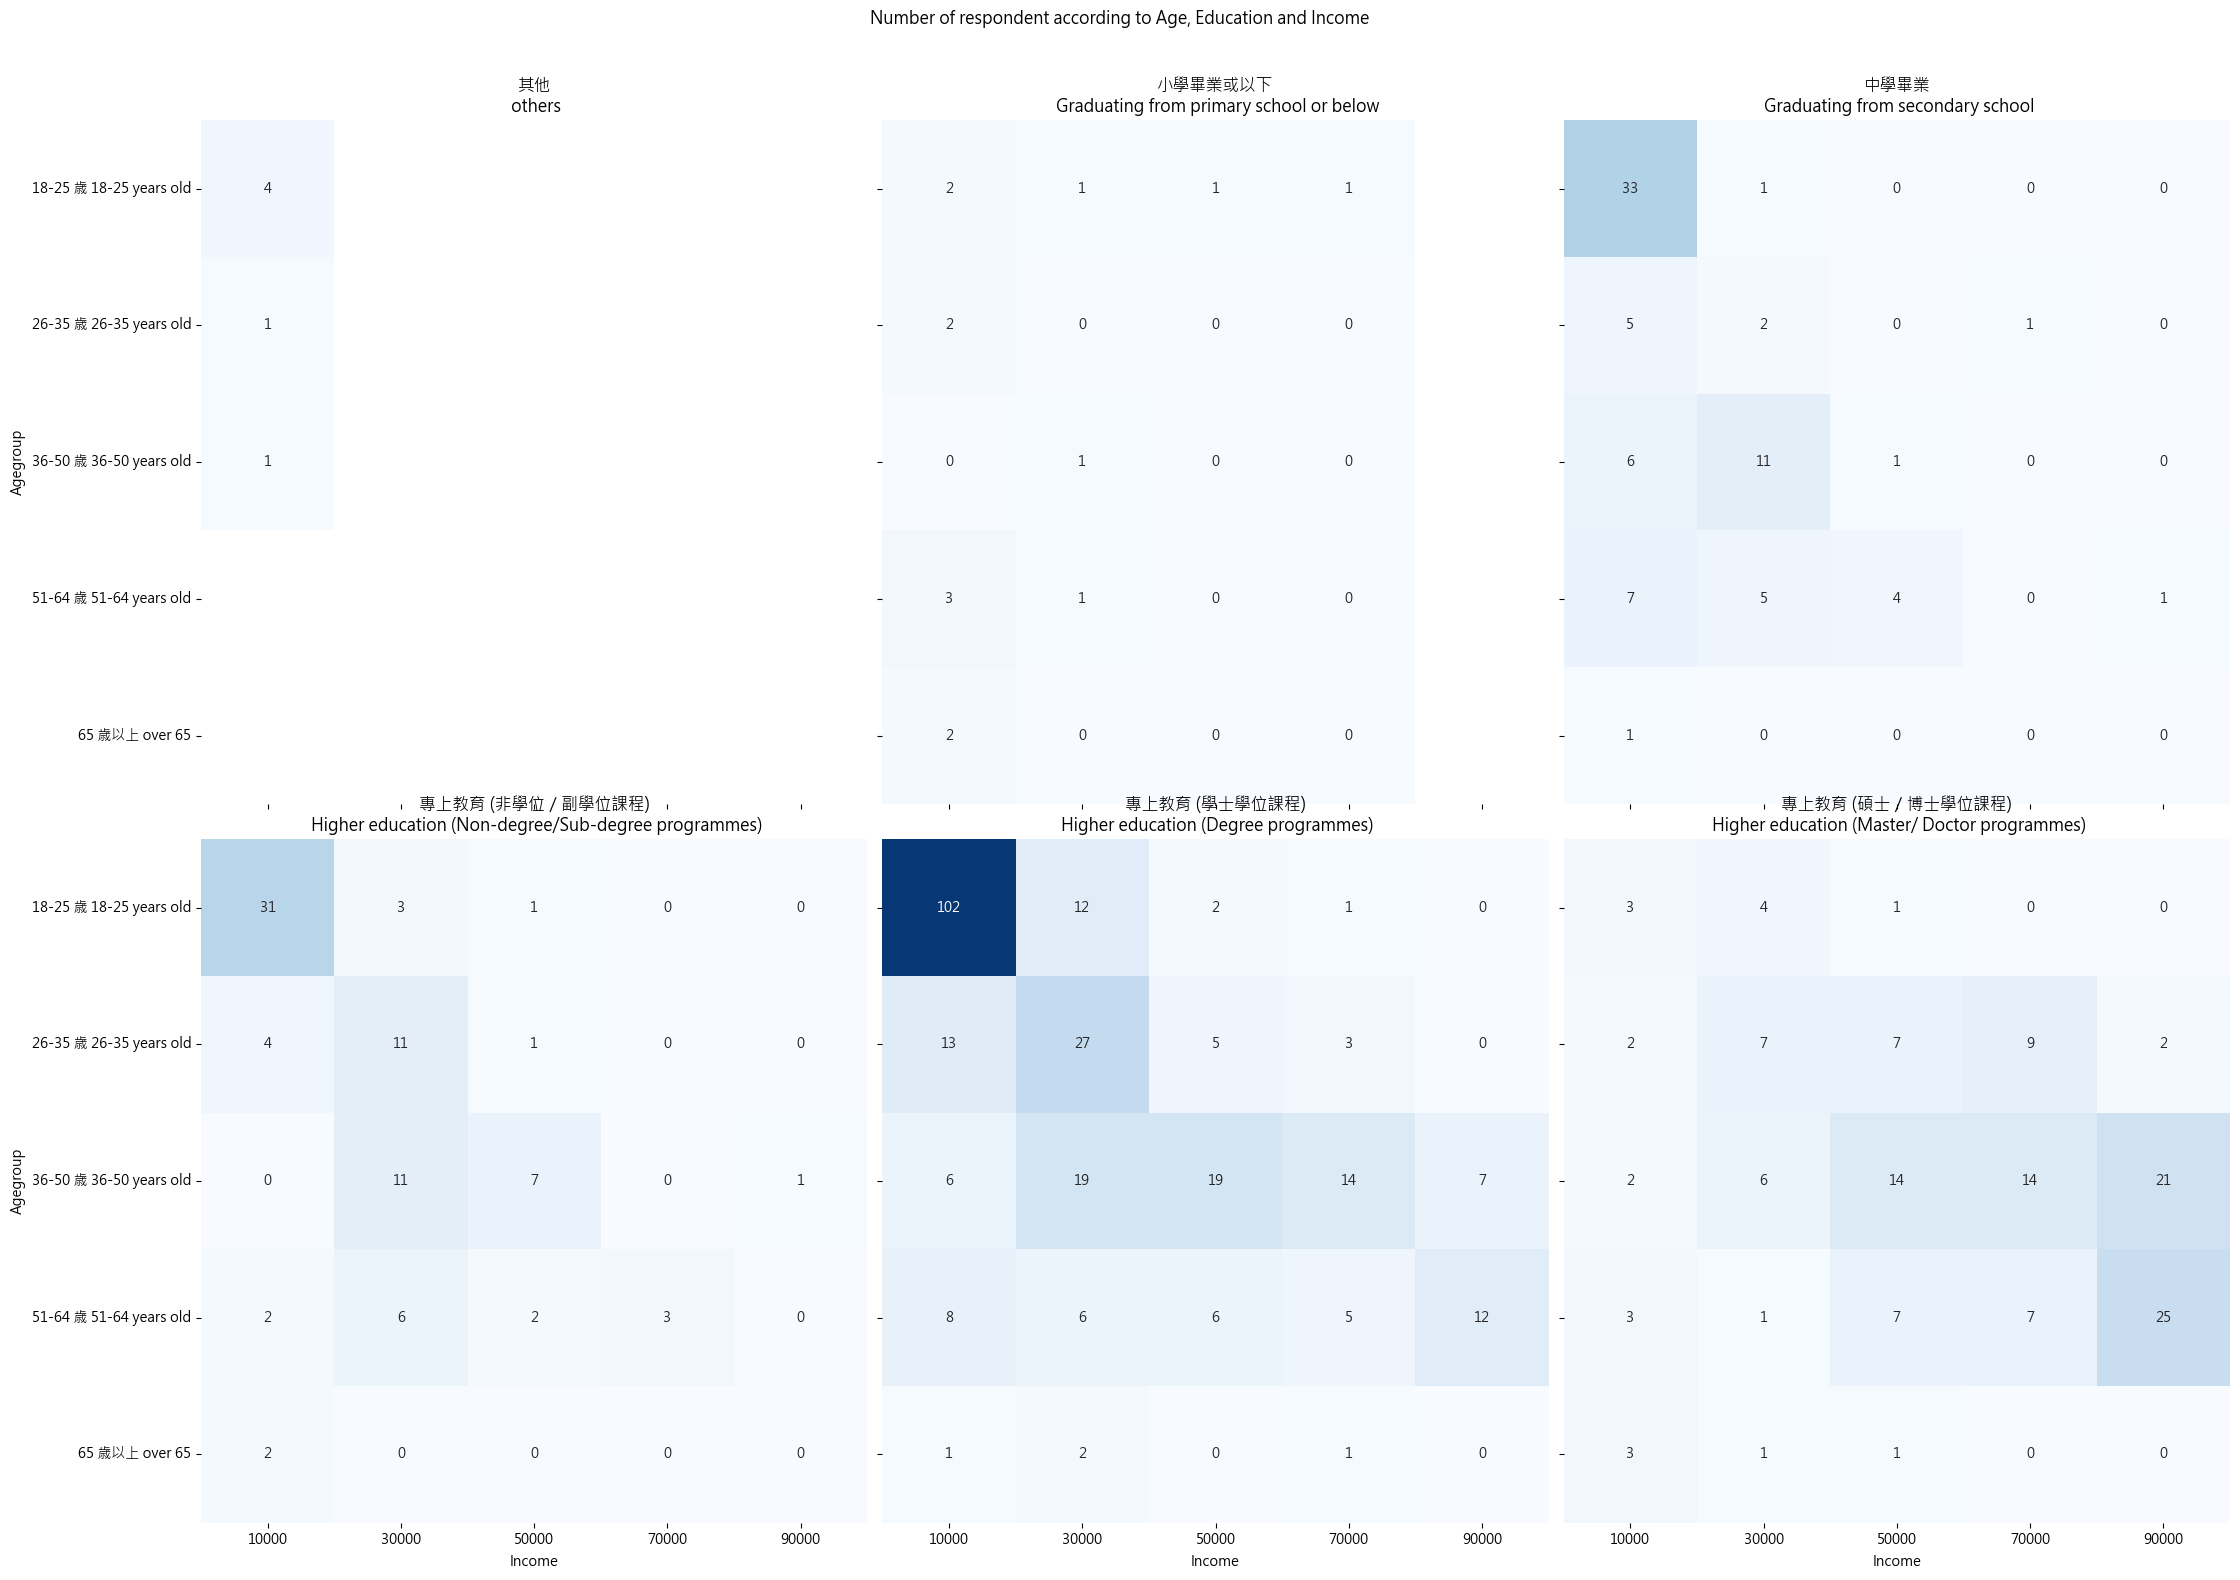 Number of respondent according to Age, Education and Income
其他
others
小學畢業或以下
Graduating from primary school or below
中學畢業
Graduating from secondary school
Agegroup
18-25 歲 18-25 years old 4
2 1 1 1
33 1 0 0 0
26-35 歲 26-35 years old 1
2 0 0 0
5 2 0 1 0
36-50 歲 36-50 years old 1
0 1 0 0
6 11 1 0 0
51-64 歲 51-64 years old
3 1 0 0
7 5 4 0 1
65 歲以上 over 65
2 0 0 0
1 0 0 0 0
專上教育 (非學位 / 副學位課程)
Higher education (Non-degree/Sub-degree programmes)
專上教育 (學士學位課程)
Higher education (Degree programmes)
專上教育 (碩士 / 博士學位課程)
Higher education (Master/ Doctor programmes)
Agegroup
18-25 歲 18-25 years old 31 3 1 0 0
102 12 2 1 0
3 4 1 0 0
26-35 歲 26-35 years old 4 11 1 0 0
13 27 5 3 0
2 7 7 9 2
36-50 歲 36-50 years old 0 11 7 0 1
6 19 19 14 7
2 6 14 14 21
51-64 歲 51-64 years old 2 6 2 3 0
8 6 6 5 12
3 1 7 7 25
65 歲以上 over 65 2 0 0 0 0
1 2 0 1 0
3 1 1 0 0
10000 30000 50000 70000 90000
10000 30000 50000 70000 90000
10000 30000 50000 70000 90000
Income
Income
Income